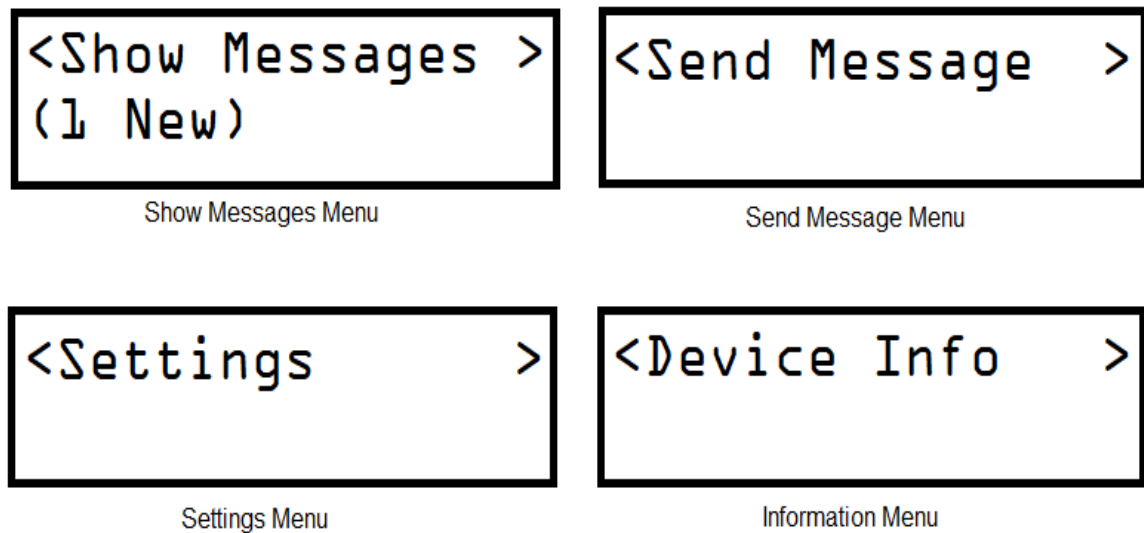 <Show Messages >
(1 New)
Show Messages Menu
<Send Message >
Send Message Menu
<Settings >
Settings Menu
<Device Info >
Information Menu